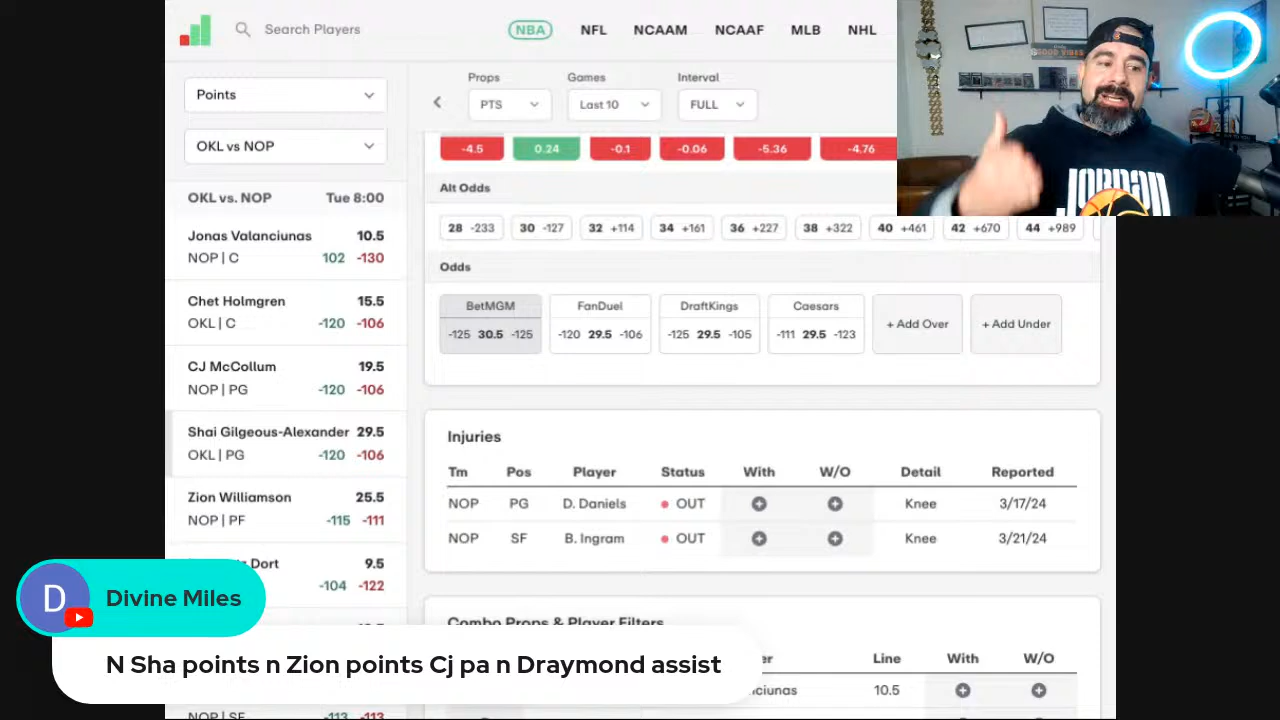 Search Players
NBA NFL NCAAM NCAAF MLB NHL
Points
OKL vs NOP
Props Games Interval
PTS Last 10 FULL
-4.5 0.24 -0.1 -0.06 -5.36 -4.76
Alt Odds
28 -233 30 -127 32 +114 34 +161 36 +227 38 +322 40 +461 42 +670 44 +989
Odds
BetMGM FanDuel DraftKings Caesars
-125 30.5 -125 -120 29.5 -106 -125 29.5 -105 -111 29.5 -123
+ Add Over + Add Under
OKL vs. NOP Tue 8:00
Jonas Valanciunas 10.5
NOP | C 102 -130
Chet Holmgren 15.5
OKL | C -120 -106
CJ McCollum 19.5
NOP | PG -120 -106
Shai Gilgeous-Alexander 29.5
OKL | PG -120 -106
Zion Williamson 25.5
NOP | PF -115 -111
Dort 9.5
-104 -122
NOP | SF -113 -113
Injuries
Tm Pos Player Status With W/O Detail Reported
NOP PG D. Daniels OUT Knee 3/17/24
NOP SF B. Ingram OUT Knee 3/21/24
Combo Props & Player Filters
Line With W/O
10.5
JORDAN
D
Divine Miles
N Sha points n Zion points Cj pa n Draymond assist